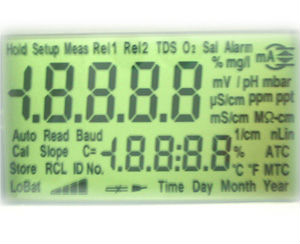 Hold Setup Meas Rel1 Rel2 TDS O₂ Sal Alarm
% mg/l mA
-1.8.8.8.8
mV / pH mbar
µS/cm ppm ppt
mS/cm MΩ-cm
Auto Read Baud 1/cm nLin
Cal Slope C= -1.8.8:8.8 % ATC
Store RCL ID No. °C °F MTC
LoBat Time Day Month Year